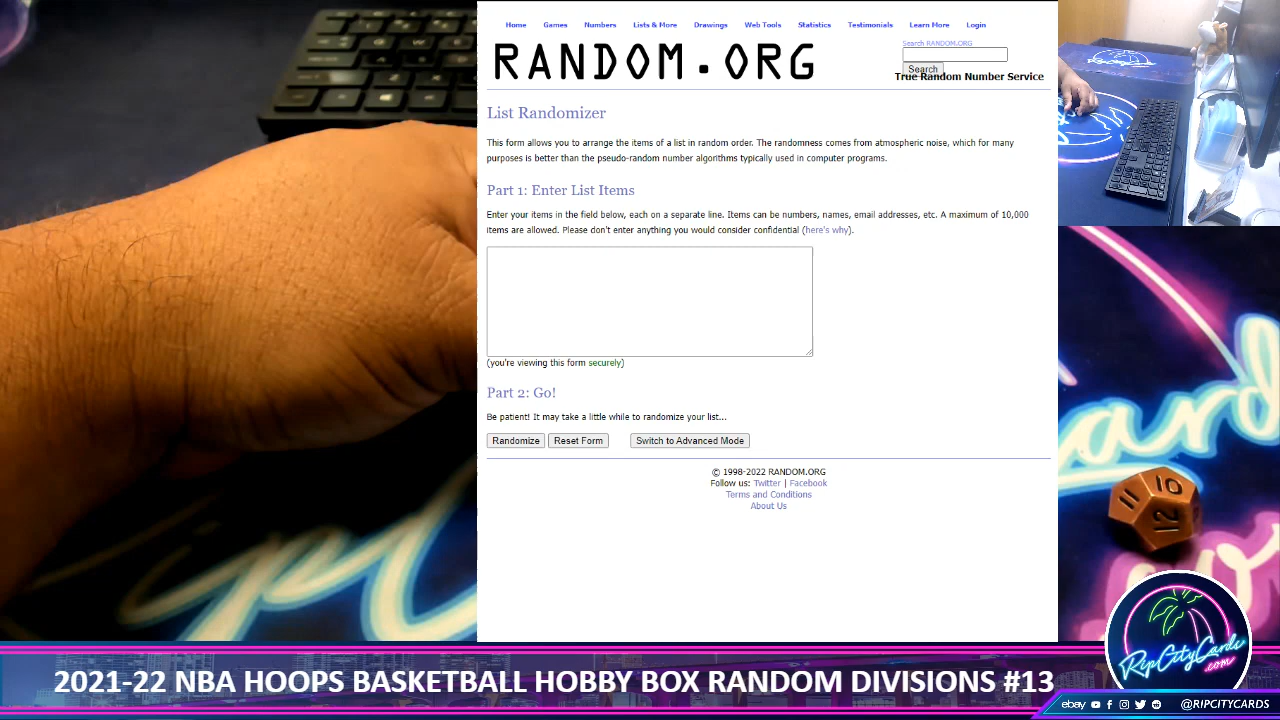 Home Games Numbers Lists & More Drawings Web Tools Statistics Testimonials Learn More Login
RANDOM.ORG
Search RANDOM.ORG
Search
True Random Number Service
List Randomizer
This form allows you to arrange the items of a list in random order. The randomness comes from atmospheric noise, which for many
purposes is better than the pseudo-random number algorithms typically used in computer programs.
Part 1: Enter List Items
Enter your items in the field below, each on a separate line. Items can be numbers, names, email addresses, etc. A maximum of 10,000
items are allowed. Please don't enter anything you would consider confidential (here's why).
(you're viewing this form securely)
Part 2: Go!
Be patient! It may take a little while to randomize your list...
Randomize Reset Form Switch to Advanced Mode
© 1998-2022 RANDOM.ORG
Follow us: Twitter | Facebook
Terms and Conditions
About Us
11 10
12
RipCityCards
.com
2021-22 NBA HOOPS BASKETBALL HOBBY BOX RANDOM DIVISIONS #13
ebay @RIPCITYCARDS